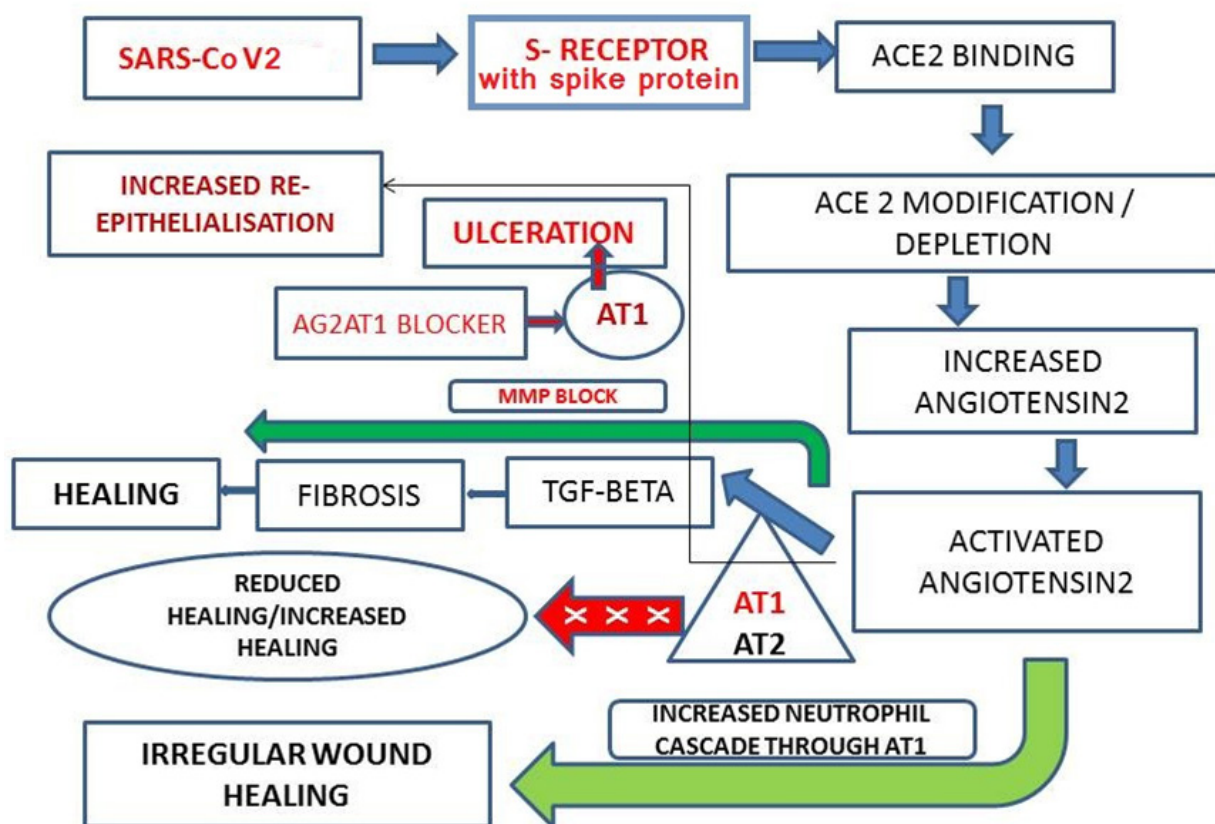 SARS-Co V2
S- RECEPTOR
with spike protein
ACE2 BINDING
INCREASED RE-
EPITHELIALISATION
ULCERATION
ACE 2 MODIFICATION /
DEPLETION
AG2AT1 BLOCKER
AT1
INCREASED
ANGIOTENSIN2
MMP BLOCK
HEALING
FIBROSIS
TGF-BETA
ACTIVATED
ANGIOTENSIN2
REDUCED
HEALING/INCREASED
HEALING
X X X
AT1
AT2
INCREASED NEUTROPHIL
CASCADE THROUGH AT1
IRREGULAR WOUND
HEALING